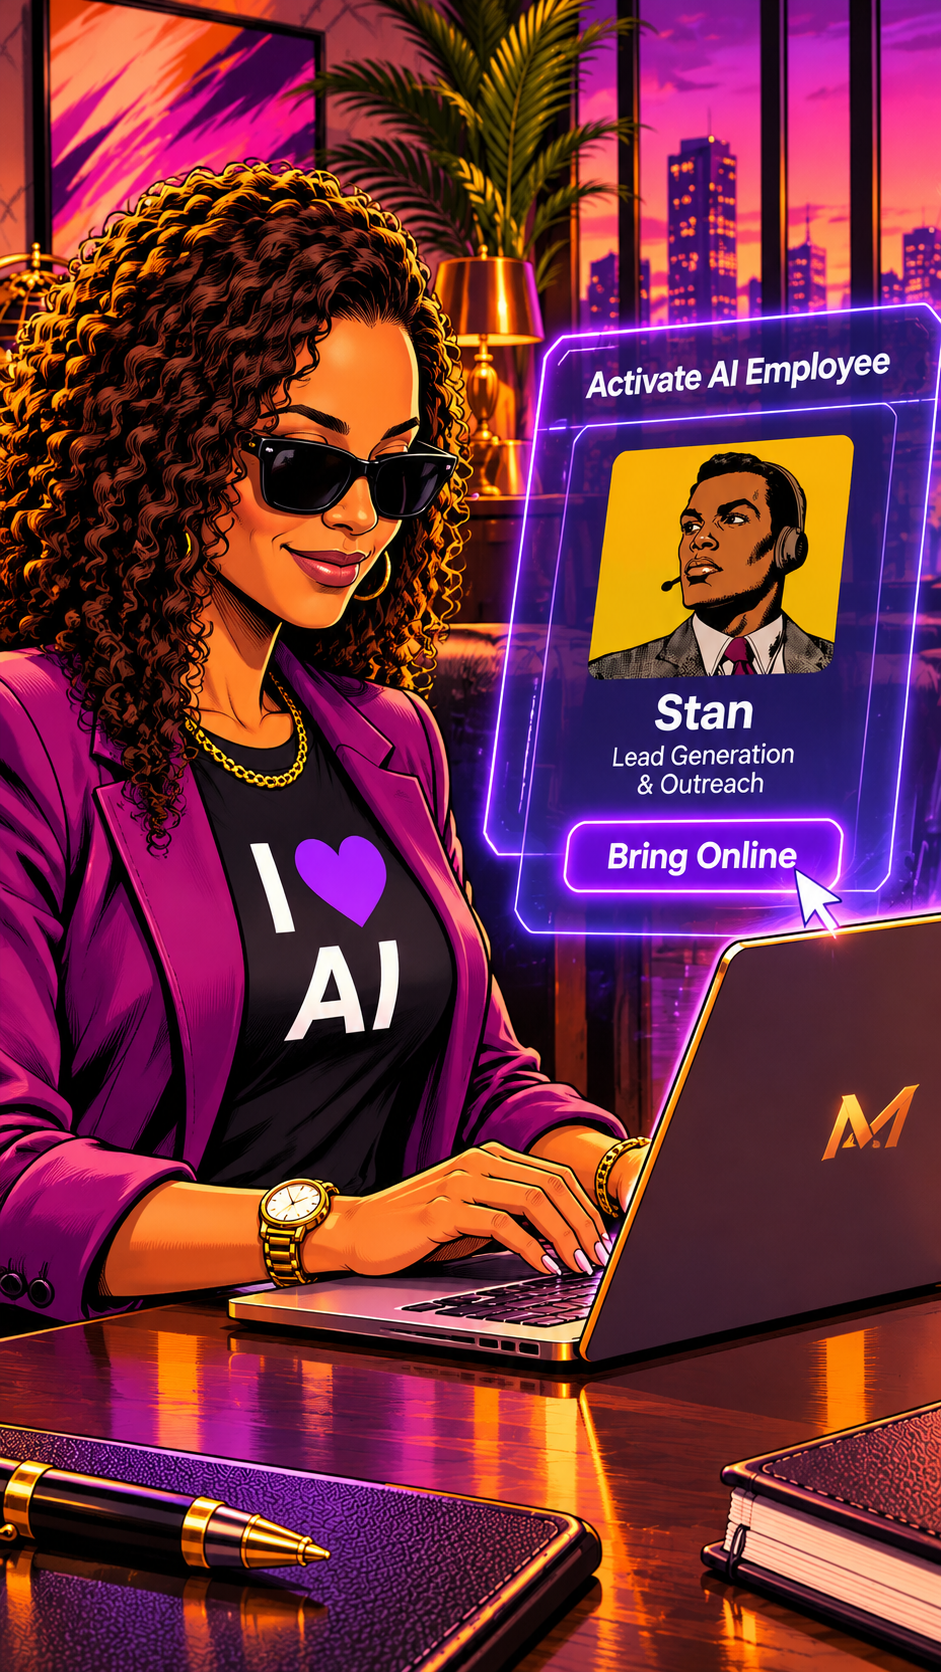 Activate AI Employee
Stan
Lead Generation
& Outreach
Bring Online
I 💜
AI
M